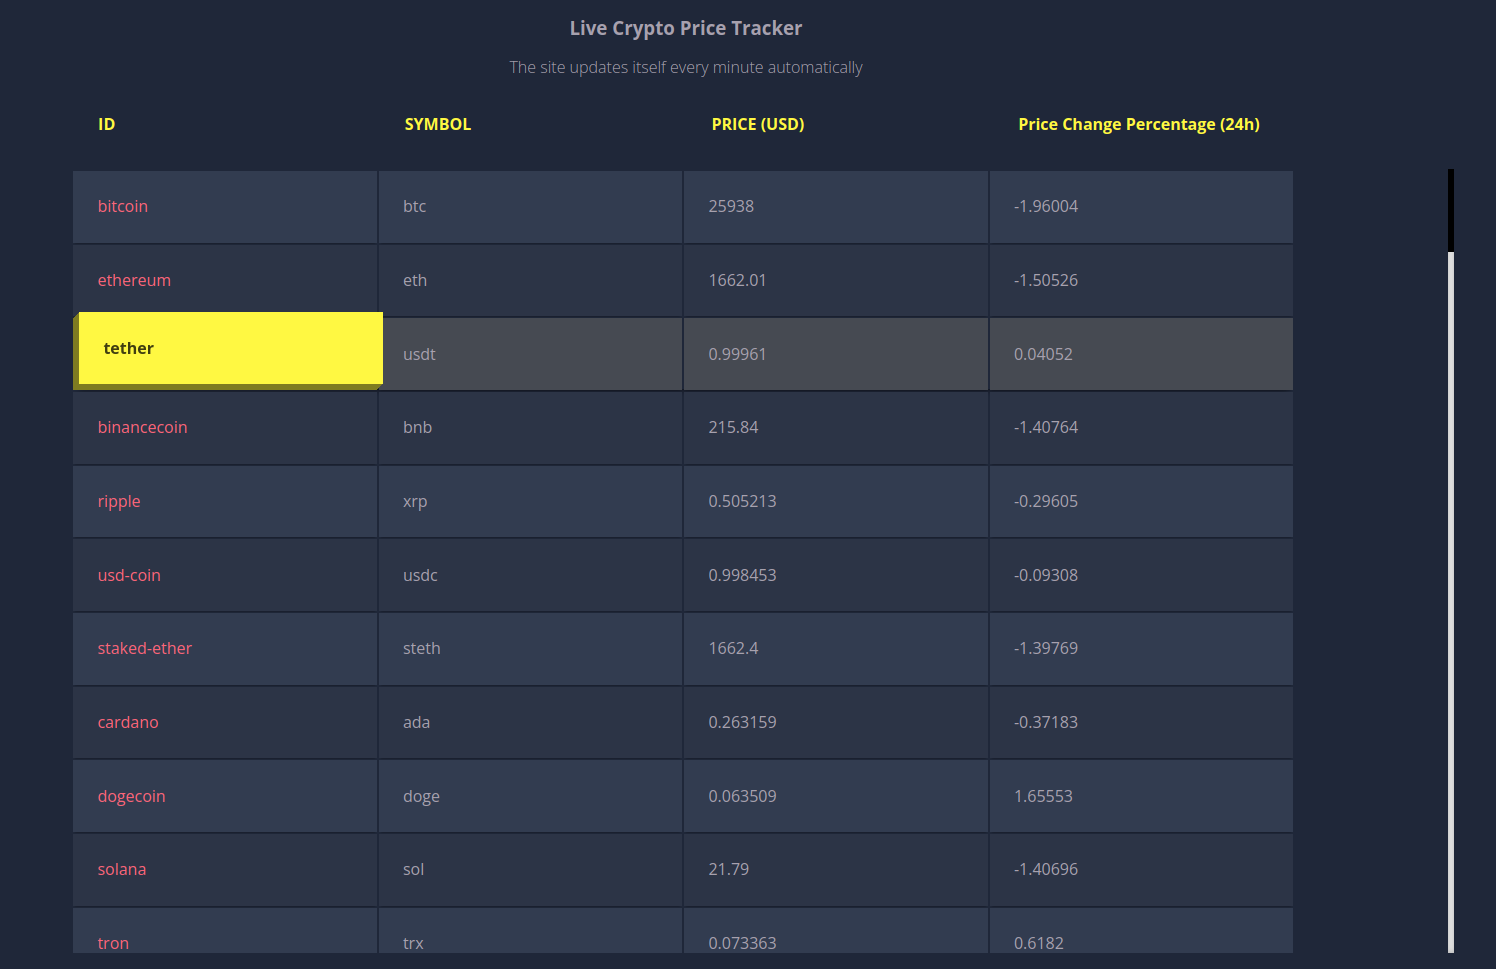 Live Crypto Price Tracker
The site updates itself every minute automatically
ID SYMBOL PRICE (USD) Price Change Percentage (24h)
bitcoin btc 25938 -1.96004
ethereum eth 1662.01 -1.50526
tether usdt 0.99961 0.04052
binancecoin bnb 215.84 -1.40764
ripple xrp 0.505213 -0.29605
usd-coin usdc 0.998453 -0.09308
staked-ether steth 1662.4 -1.39769
cardano ada 0.263159 -0.37183
dogecoin doge 0.063509 1.65553
solana sol 21.79 -1.40696
tron trx 0.073363 0.6182